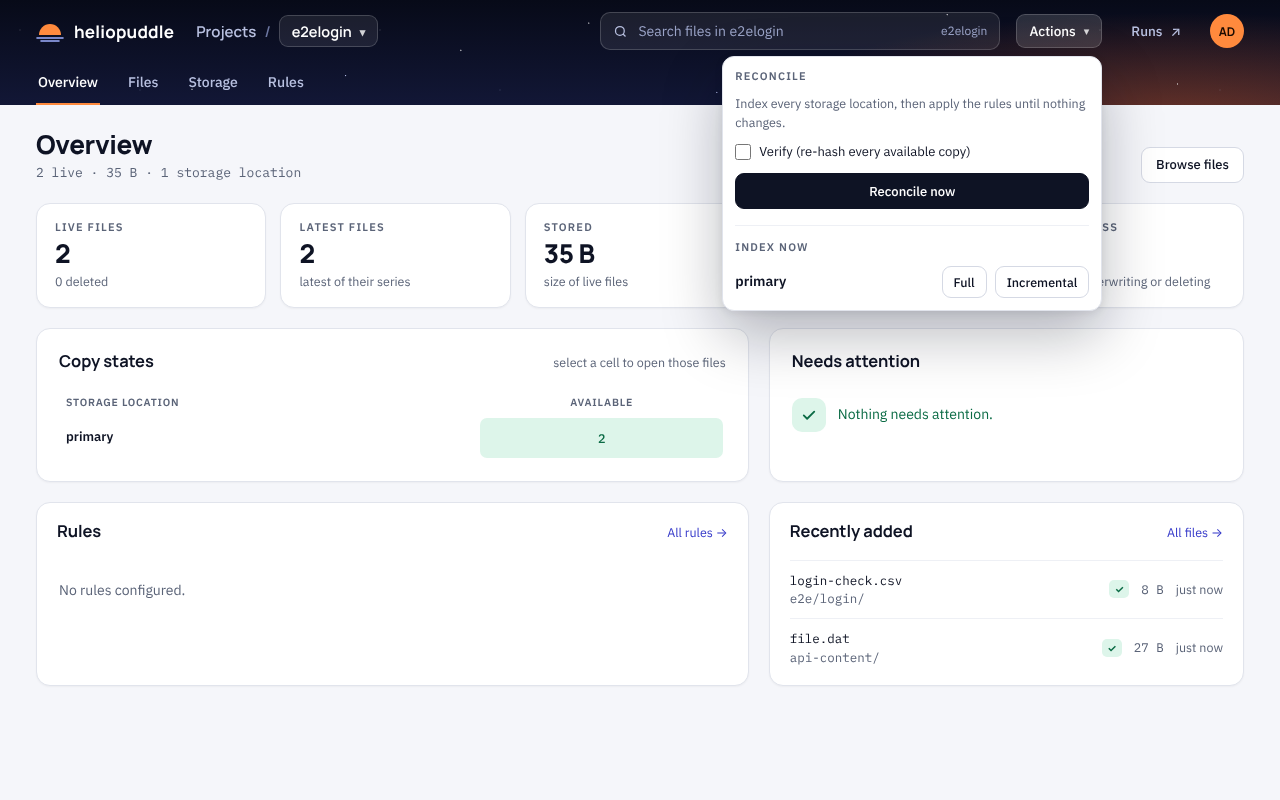 heliopuddle
Projects / e2elogin ▾
Search files in e2elogin
e2elogin
Actions ▾
Runs ↗
AD
Overview
Files
Storage
Rules
RECONCILE
Index every storage location, then apply the rules until nothing
changes.
Verify (re-hash every available copy)
Reconcile now
INDEX NOW
primary
Full
Incremental
Overview
2 live · 35 B · 1 storage location
Browse files
LIVE FILES
2
0 deleted
LATEST FILES
2
latest of their series
STORED
35 B
size of live files
or deleting
Copy states
select a cell to open those files
STORAGE LOCATION
AVAILABLE
primary
2
Needs attention
Nothing needs attention.
Rules
All rules →
No rules configured.
Recently added
All files →
login-check.csv
e2e/login/
8 B
just now
file.dat
api-content/
27 B
just now